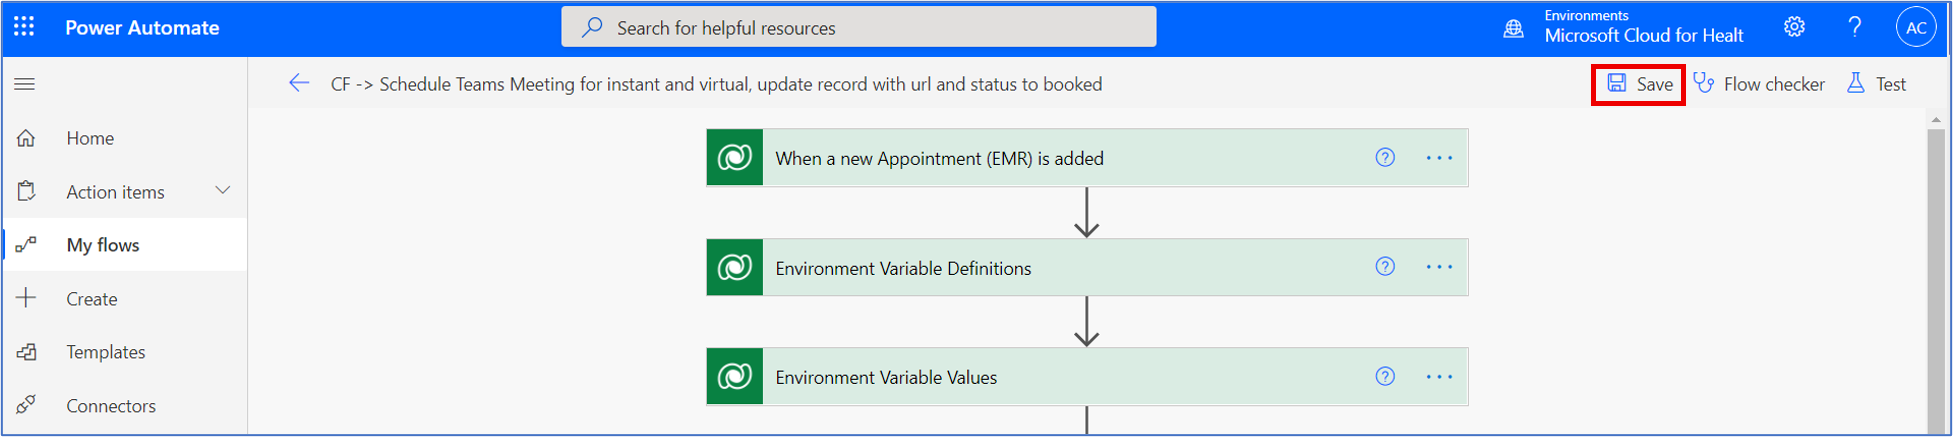 Power Automate
Search for helpful resources
Environments
Microsoft Cloud for Healt
?
AC
CF -> Schedule Teams Meeting for instant and virtual, update record with url and status to booked
Save
Flow checker
Test
Home
Action items
My flows
Create
Templates
Connectors
When a new Appointment (EMR) is added
? ...
Environment Variable Definitions
? ...
Environment Variable Values
? ...